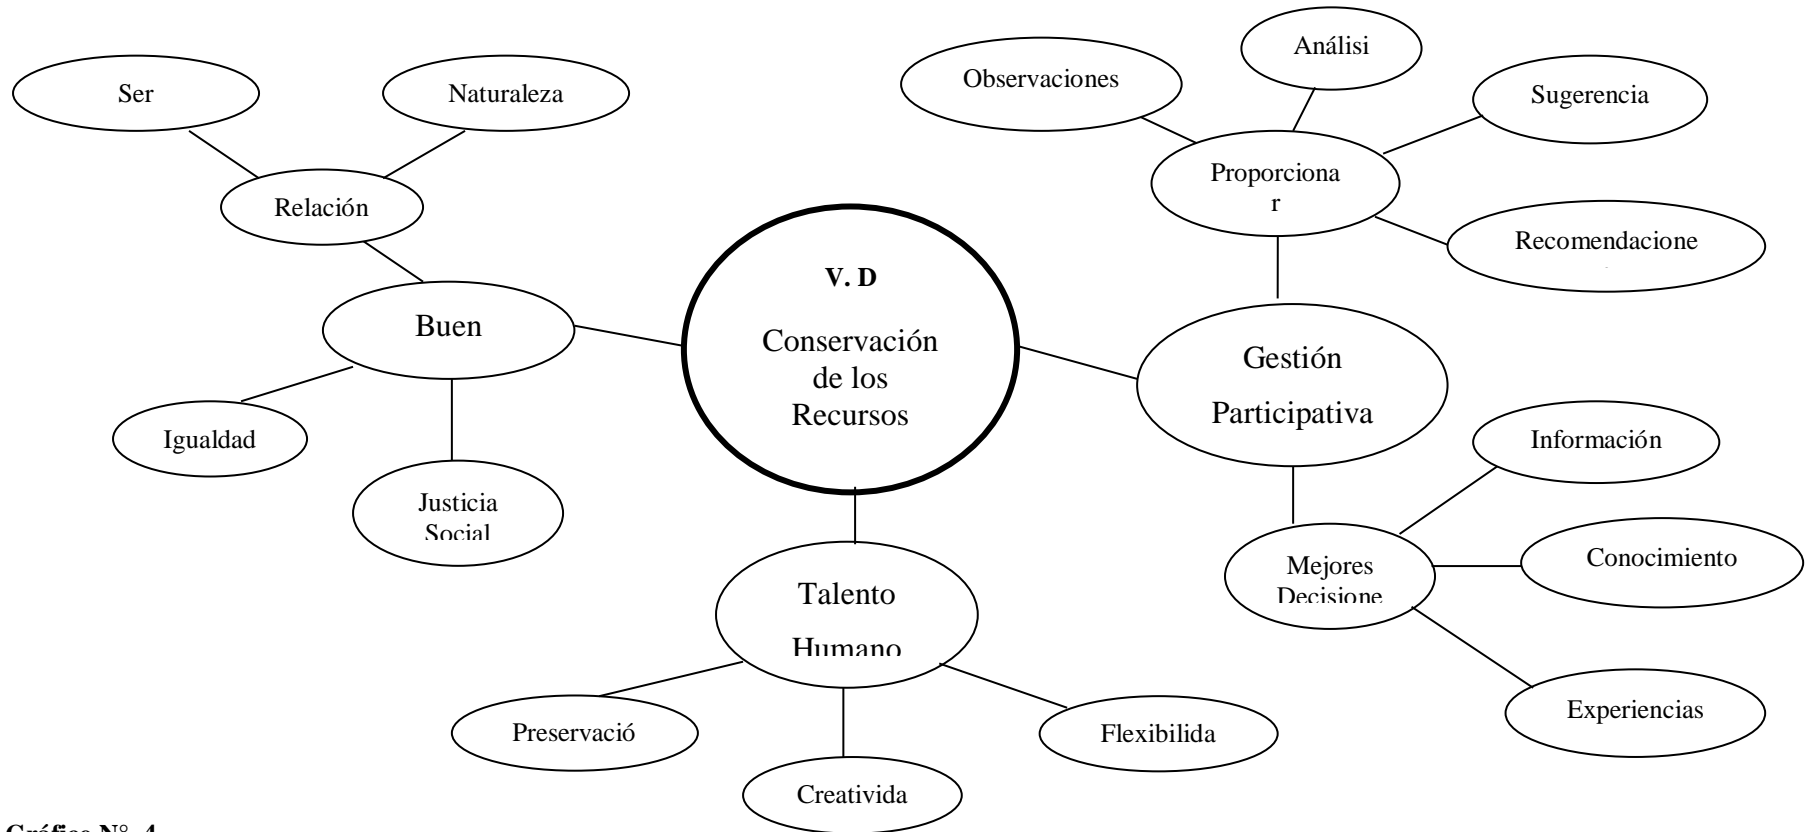 Ser
Naturaleza
Relación
Buen
Igualdad
Justicia
Social
V. D
Conservación
de los
Recursos
Talento
Humano
Preservació
Creativida
Flexibilida
Observaciones
Análisi
Sugerencia
Proporciona
r
Recomendacione
Gestión
Participativa
Información
Mejores
Decisione
Conocimiento
Experiencias
Gráfico N° 4